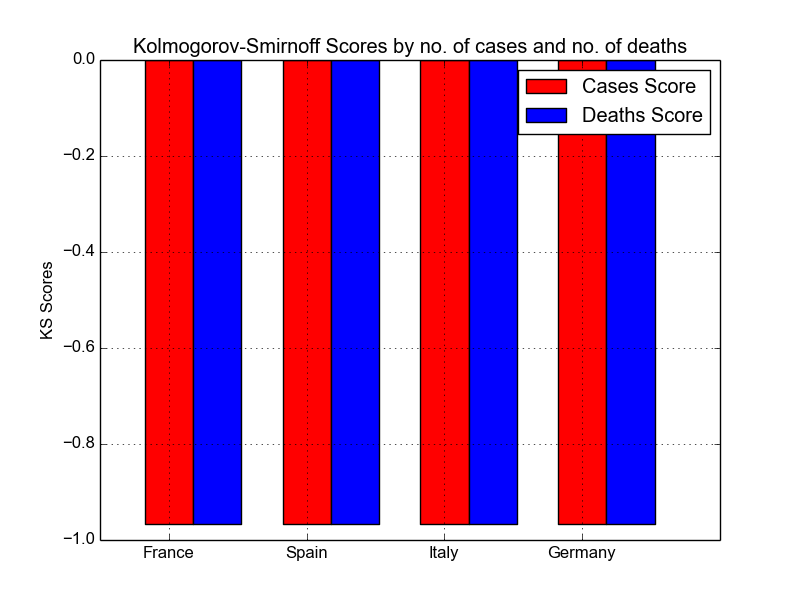 Kolmogorov-Smirnoff Scores by no. of cases and no. of deaths
Cases Score
Deaths Score
KS Scores
0.0
−0.2
−0.4
−0.6
−0.8
−1.0
France Spain Italy Germany